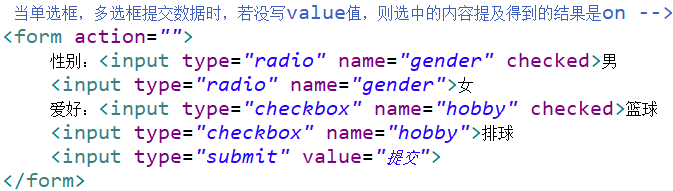 当单选框，多选框提交数据时，若没写value值，则选中的内容提及得到的结果是on -->
<form action="">
性别：<input type="radio" name="gender" checked>男
<input type="radio" name="gender">女
爱好：<input type="checkbox" name="hobby" checked>篮球
<input type="checkbox" name="hobby">排球
<input type="submit" value="提交">
</form>